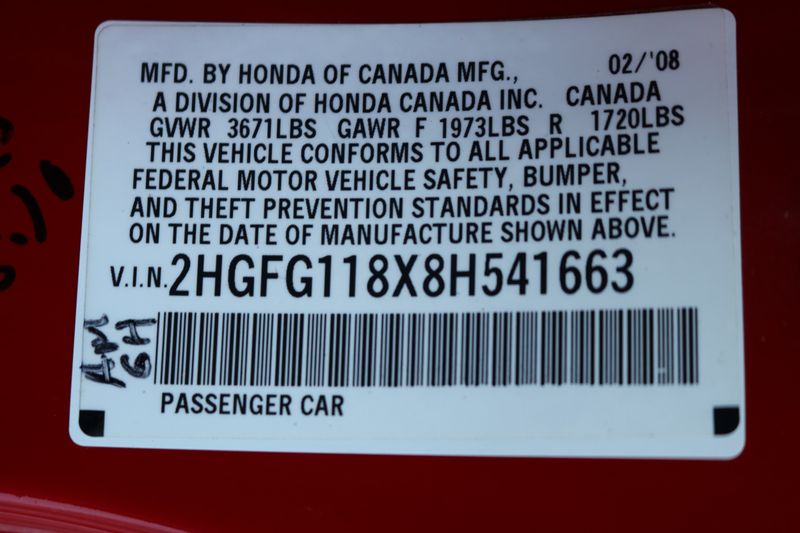 MFD. BY HONDA OF CANADA MFG., 02/'08
A DIVISION OF HONDA CANADA INC. CANADA
GVWR 3671LBS GAWR F 1973LBS R 1720LBS
THIS VEHICLE CONFORMS TO ALL APPLICABLE
FEDERAL MOTOR VEHICLE SAFETY, BUMPER,
AND THEFT PREVENTION STANDARDS IN EFFECT
ON THE DATE OF MANUFACTURE SHOWN ABOVE.
V.I.N. 2HGFG118X8H541663
AM
GH
PASSENGER CAR